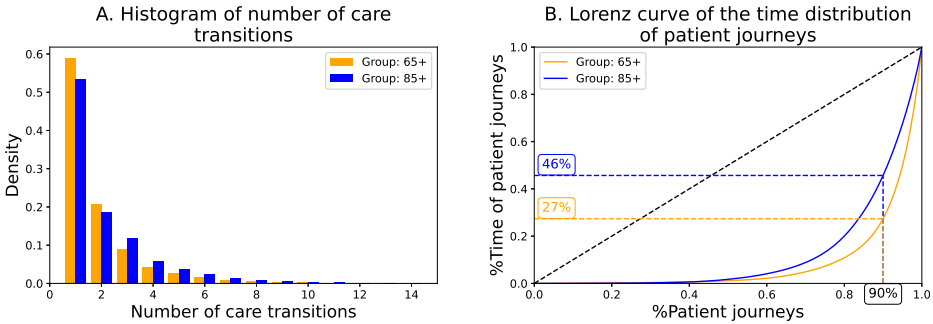 A. Histogram of number of care
transitions
0.6
0.5
0.4
0.3
0.2
0.1
0.0
Density
Group: 65+
Group: 85+
0
2
4
6
8
10
12
14
Number of care transitions
B. Lorenz curve of the time distribution
of patient journeys
1.0
0.8
0.6
0.4
0.2
0.0
%Time of patient journeys
Group: 65+
Group: 85+
46%
27%
90%
0.0
0.2
0.4
0.6
0.8
1.0
%Patient journeys